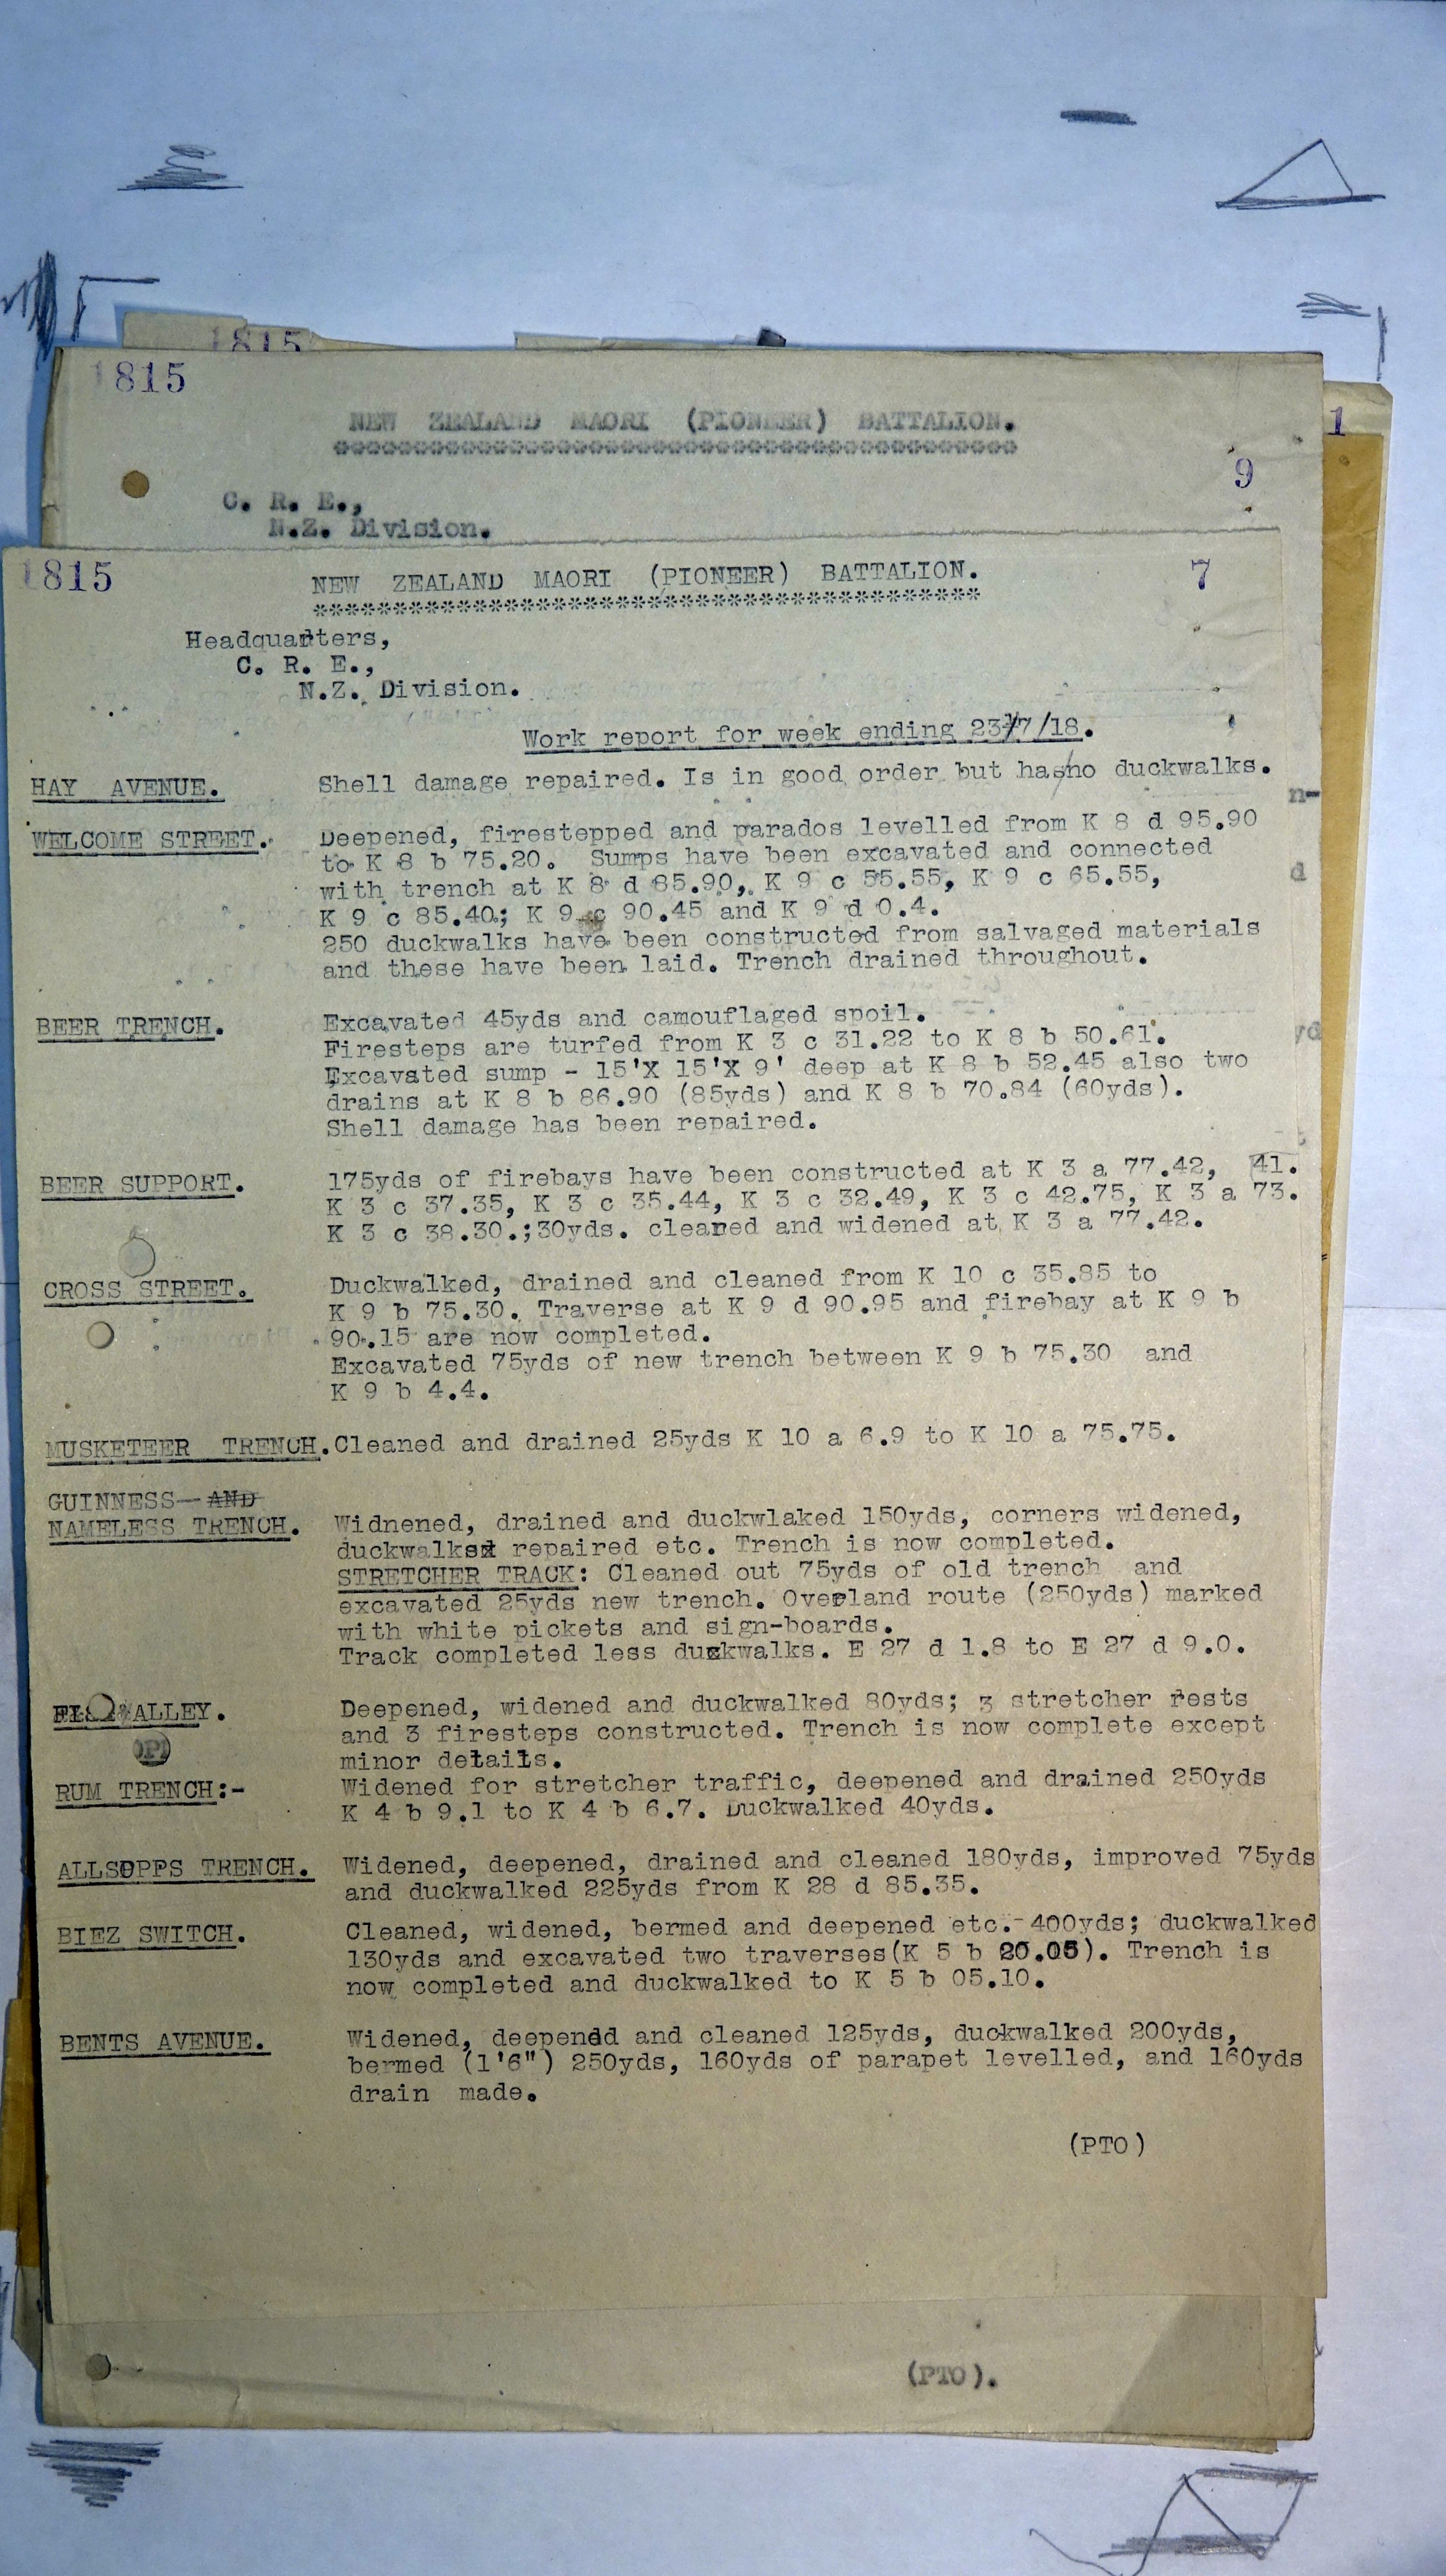 1815
1815
1
NEW ZEALAND MAORI (PIONEER) BATTALION.
9
C. R. E.,
N.Z. Division.
1815
NEW ZEALAND MAORI (PIONEER) BATTALION.
7
******************************************
Headquarters,
C. R. E.,
N.Z. Division.
Work report for week ending 23/7/18.
HAY AVENUE. Shell damage repaired. Is in good order but has/no duckwalks.
WELCOME STREET. Deepened, firestepped and parados levelled from K 8 d 95.90
to K 8 b 75.20. Sumps have been excavated and connected
with trench at K 8 d 85.90, K 9 c 55.55, K 9 c 65.55,
K 9 c 85.40; K 9 c 90.45 and K 9 d 0.4.
250 duckwalks have been constructed from salvaged materials
and these have been laid. Trench drained throughout.
BEER TRENCH. Excavated 45yds and camouflaged spoil.
Firesteps are turfed from K 3 c 31.22 to K 8 b 50.61.
Excavated sump - 15'X 15'X 9' deep at K 8 b 52.45 also two
drains at K 8 b 86.90 (85yds) and K 8 b 70.84 (60yds).
Shell damage has been repaired.
BEER SUPPORT. 175yds of firebays have been constructed at K 3 a 77.42, 41.
K 3 c 37.35, K 3 c 35.44, K 3 c 32.49, K 3 c 42.75, K 3 a 73.
K 3 c 38.30.;30yds. cleared and widened at K 3 a 77.42.
CROSS STREET. Duckwalked, drained and cleaned from K 10 c 35.85 to
K 9 b 75.30. Traverse at K 9 d 90.95 and firebay at K 9 b
90.15 are now completed.
Excavated 75yds of new trench between K 9 b 75.30 and
K 9 b 4.4.
MUSKETEER TRENCH. Cleaned and drained 25yds K 10 a 6.9 to K 10 a 75.75.
GUINNESS— AND
NAMELESS TRENCH. Widnened, drained and duckwlaked 150yds, corners widened,
duckwalks repaired etc. Trench is now completed.
STRETCHER TRACK: Cleaned out 75yds of old trench and
excavated 25yds new trench. Overland route (250yds) marked
with white pickets and sign-boards.
Track completed less duckwalks. E 27 d 1.8 to E 27 d 9.0.
ALLEY. Deepened, widened and duckwalked 80yds; 3 stretcher rests
and 3 firesteps constructed. Trench is now complete except
minor details.
RUM TRENCH:- Widened for stretcher traffic, deepened and drained 250yds
K 4 b 9.1 to K 4 b 6.7. Duckwalked 40yds.
ALLSOPPS TRENCH. Widened, deepened, drained and cleaned 180yds, improved 75yds
and duckwalked 225yds from K 28 d 85.35.
BIEZ SWITCH. Cleaned, widened, bermed and deepened etc.- 400yds; duckwalked
130yds and excavated two traverses(K 5 b 20.05). Trench is
now completed and duckwalked to K 5 b 05.10.
BENTS AVENUE. Widened, deepened and cleaned 125yds, duckwalked 200yds,
bermed (1'6") 250yds, 160yds of parapet levelled, and 160yds
drain made.
(PTO)
(PTO).